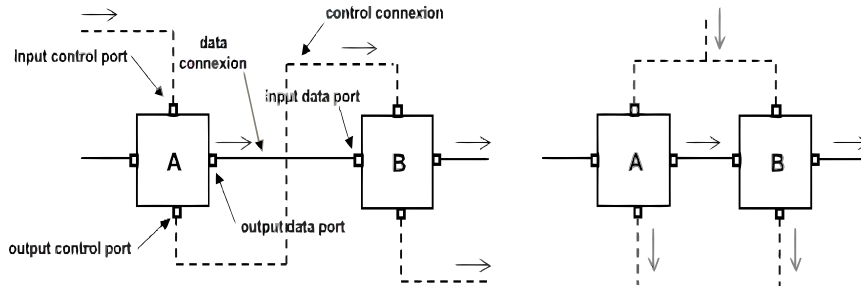 control connexion
data
connexion
input control port
input data port
A
B
A
B
output control port
output data port